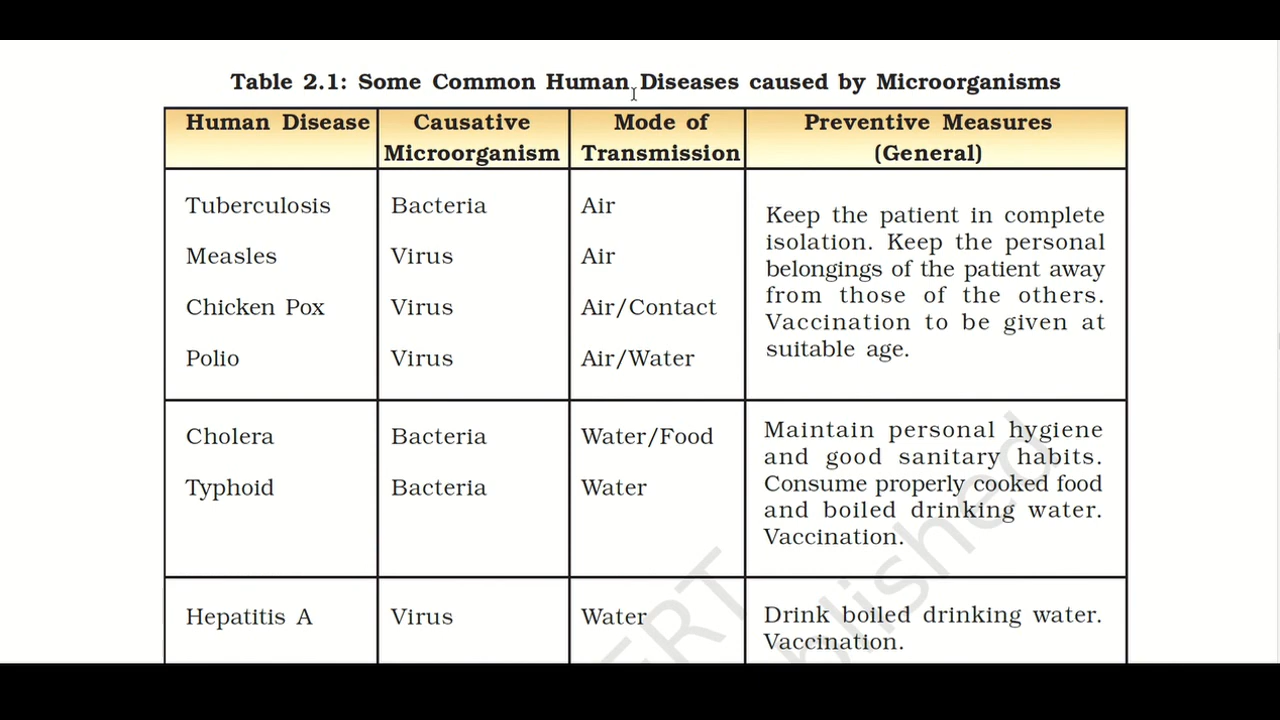 Table 2.1: Some Common Human Diseases caused by Microorganisms
Human Disease
Causative
Microorganism
Mode of
Transmission
Preventive Measures
(General)
Tuberculosis
Bacteria
Air
Measles
Virus
Air
Chicken Pox
Virus
Air/Contact
Polio
Virus
Air/Water
Keep the patient in complete
isolation. Keep the personal
belongings of the patient away
from those of the others.
Vaccination to be given at
suitable age.
Cholera
Bacteria
Water/Food
Typhoid
Bacteria
Water
Maintain personal hygiene
and good sanitary habits.
Consume properly cooked food
and boiled drinking water.
Vaccination.
Hepatitis A
Virus
Water
Drink boiled drinking water.
Vaccination.